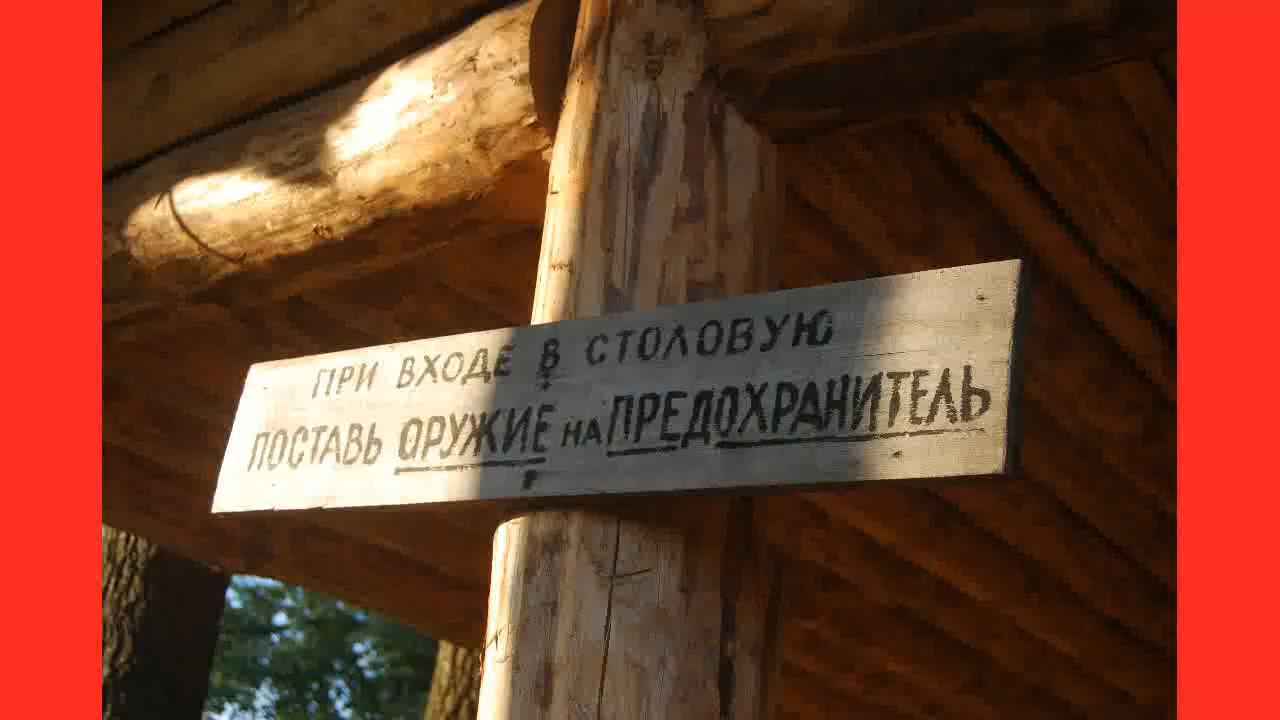 ПРИ ВХОДЕ В СТОЛОВУЮ
ПОСТАВЬ ОРУЖИЕ НА ПРЕДОХРАНИТЕЛЬ